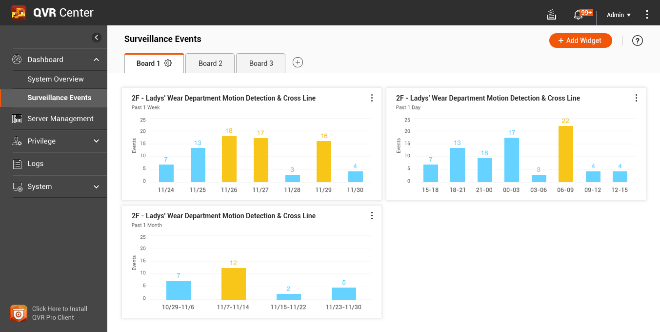 QVR Center
99+
Admin
Dashboard
System Overview
Surveillance Events
Server Management
Privilege
Logs
System
Click Here to Install
QVR Pro Client
Surveillance Events
+ Add Widget
?
Board 1
Board 2
Board 3
2F - Ladys' Wear Department Motion Detection & Cross Line
Past 1 Week
Events
25
20
15
10
5
0
7
13
18
17
3
16
4
11/24
11/25
11/26
11/27
11/28
11/29
11/30
2F - Ladys' Wear Department Motion Detection & Cross Line
Past 1 Day
Events
25
20
15
10
5
0
7
13
17
22
4
4
15-18
18-21
21-00
00-03
03-06
06-09
09-12
12-15
2F - Ladys' Wear Department Motion Detection & Cross Line
Past 1 Month
Events
25
20
15
10
5
0
7
12
2
5
10/29-11/6
11/7-11/14
11/15-11/22
11/23-11/30